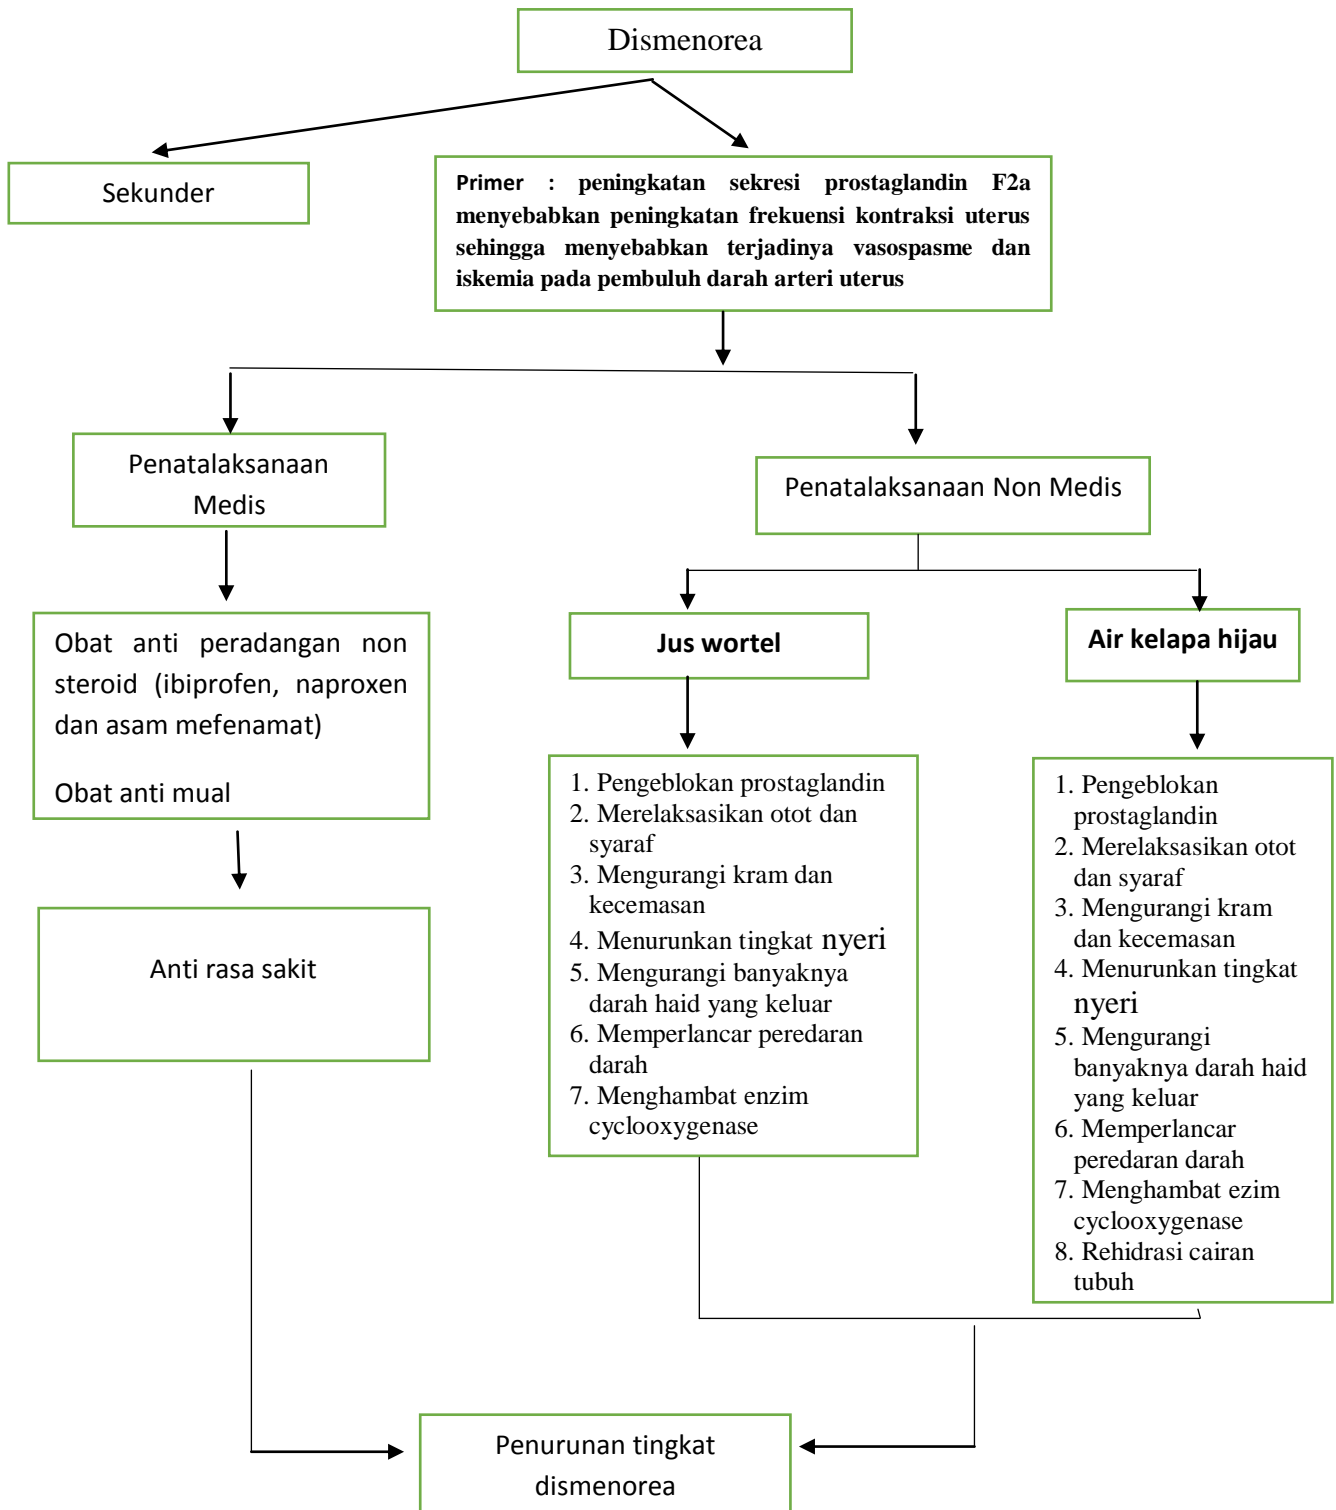 Dismenorea
Sekunder
Primer : peningkatan sekresi prostaglandin F2a
menyebabkan peningkatan frekuensi kontraksi uterus
sehingga menyebabkan terjadinya vasospasme dan
iskemia pada pembuluh darah arteri uterus
Penatalaksanaan
Medis
Penatalaksanaan Non Medis
Obat anti peradangan non
steroid (ibiprofen, naproxen
dan asam mefenamat)
Obat anti mual
Jus wortel
Air kelapa hijau
Anti rasa sakit
1. Pengeblokan prostaglandin
2. Merelaksasikan otot dan
syaraf
3. Mengurangi kram dan
kecemasan
4. Menurunkan tingkat nyeri
5. Mengurangi banyaknya
darah haid yang keluar
6. Memperlancar peredaran
darah
7. Menghambat enzim
cyclooxygenase
1. Pengeblokan
prostaglandin
2. Merelaksasikan otot
dan syaraf
3. Mengurangi kram
dan kecemasan
4. Menurunkan tingkat
nyeri
5. Mengurangi
banyaknya darah haid
yang keluar
6. Memperlancar
peredaran darah
7. Menghambat ezim
cyclooxygenase
8. Rehidrasi cairan
tubuh
Penurunan tingkat
dismenorea